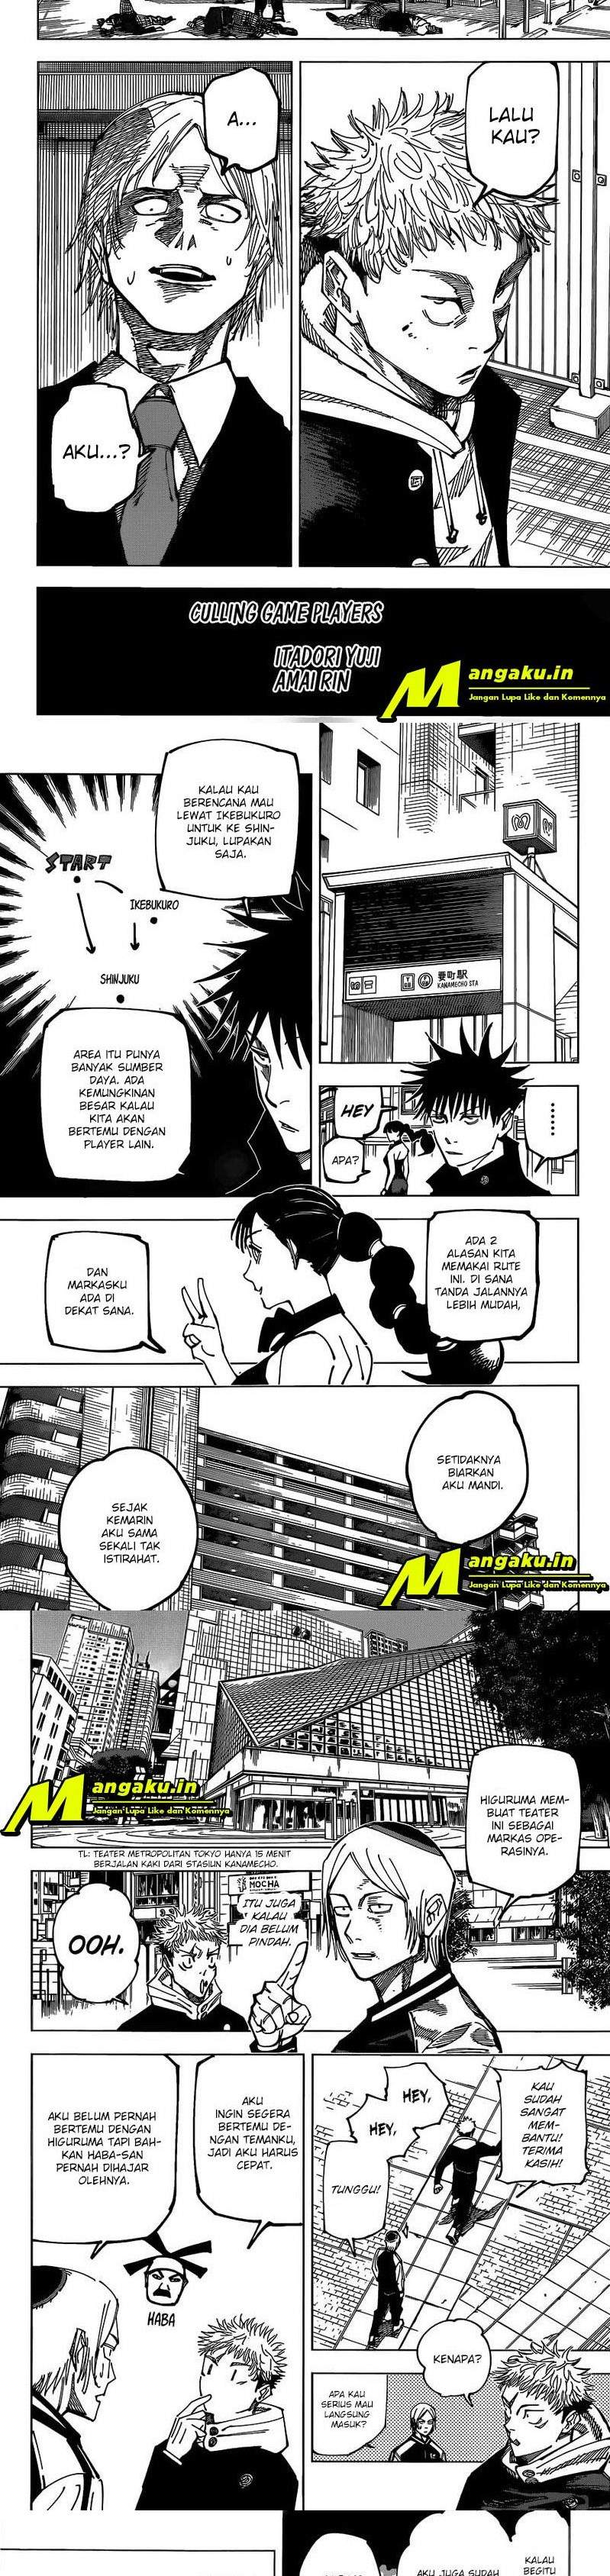 LALU
KAU?
A...
AKU...?
CULLING GAME PLAYERS
ITADORI YUJI
AMAI RIN
Mangaku.in
Jangan Lupa Like dan Komennya
要町駅
KANAMECHO STA
KALAU KAU
BERENCANA MAU
LEWAT IKEBUKURO
UNTUK KE SHIN-
JUKU, LUPAKAN
SAJA.
START
IKEBUKURO
SHINJUKU
AREA ITU PUNYA
BANYAK SUMBER
DAYA. ADA
KEMUNGKINAN
BESAR KALAU
KITA AKAN
BERTEMU DENGAN
PLAYER LAIN.
HEY
APA?
ADA 2
ALASAN KITA
MEMAKAI RUTE
INI. DI SANA
TANDA JALANNYA
LEBIH MUDAH,
DAN
MARKASKU
ADA DI
DEKAT SANA.
SETIDAKNYA
BIARKAN
AKU MANDI.
SEJAK
KEMARIN
AKU SAMA
SEKALI TAK
ISTIRAHAT.
Mangaku.in
Jangan Lupa Like dan Komennya
Mangaku.in
Jangan Lupa Like dan Komennya
HIGURUMA MEM-
BUAT TEATER
INI SEBAGAI
MARKAS OPE-
RASINYA.
TL: TEATER METROPOLITAN TOKYO HANYA 15 MENIT
BERJALAN KAKI DARI STASIUN KANAMECHO.
MOCHA
ITU JUGA
KALAU
DIA BELUM
PINDAH.
OOH.
KAU
SUDAH
SANGAT
MEM-
BANTU!
TERIMA
KASIH!
HEY,
HEY,
TUNGGU!
KENAPA?
APA KAU
SERIUS MAU
LANGSUNG
MASUK?
AKU
INGIN SEGERA
BERTEMU DE-
NGAN TEMANKU,
JADI AKU HARUS
CEPAT.
AKU BELUM PERNAH
BERTEMU DENGAN
HIGURUMA TAPI BAH-
KAN HABA-SAN
PERNAH DIHAJAR
OLEHNYA.
HABA
KALAU
BEGITU
AKU JUGA SUDAH